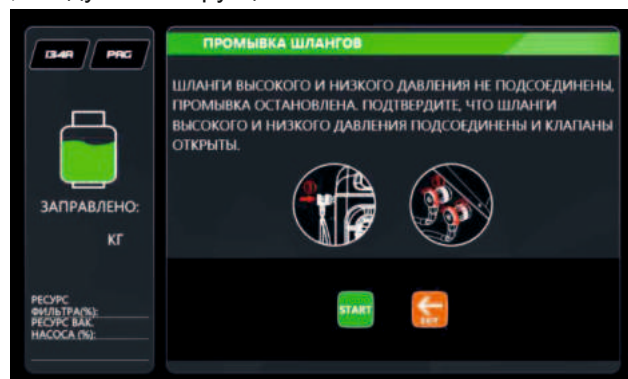 134A PAG
ПРОМЫВКА ШЛАНГОВ
ШЛАНГИ ВЫСОКОГО И НИЗКОГО ДАВЛЕНИЯ НЕ ПОДСОЕДИНЕНЫ,
ПРОМЫВКА ОСТАНОВЛЕНА. ПОДТВЕРДИТЕ, ЧТО ШЛАНГИ
ВЫСОКОГО И НИЗКОГО ДАВЛЕНИЯ ПОДСОЕДИНЕНЫ И КЛАПАНЫ
ОТКРЫТЫ.
ЗАПРАВЛЕНО:
КГ
РЕСУРС
ФИЛЬТРА(%):
РЕСУРС ВАК.
НАСОСА (%):
START
EXIT